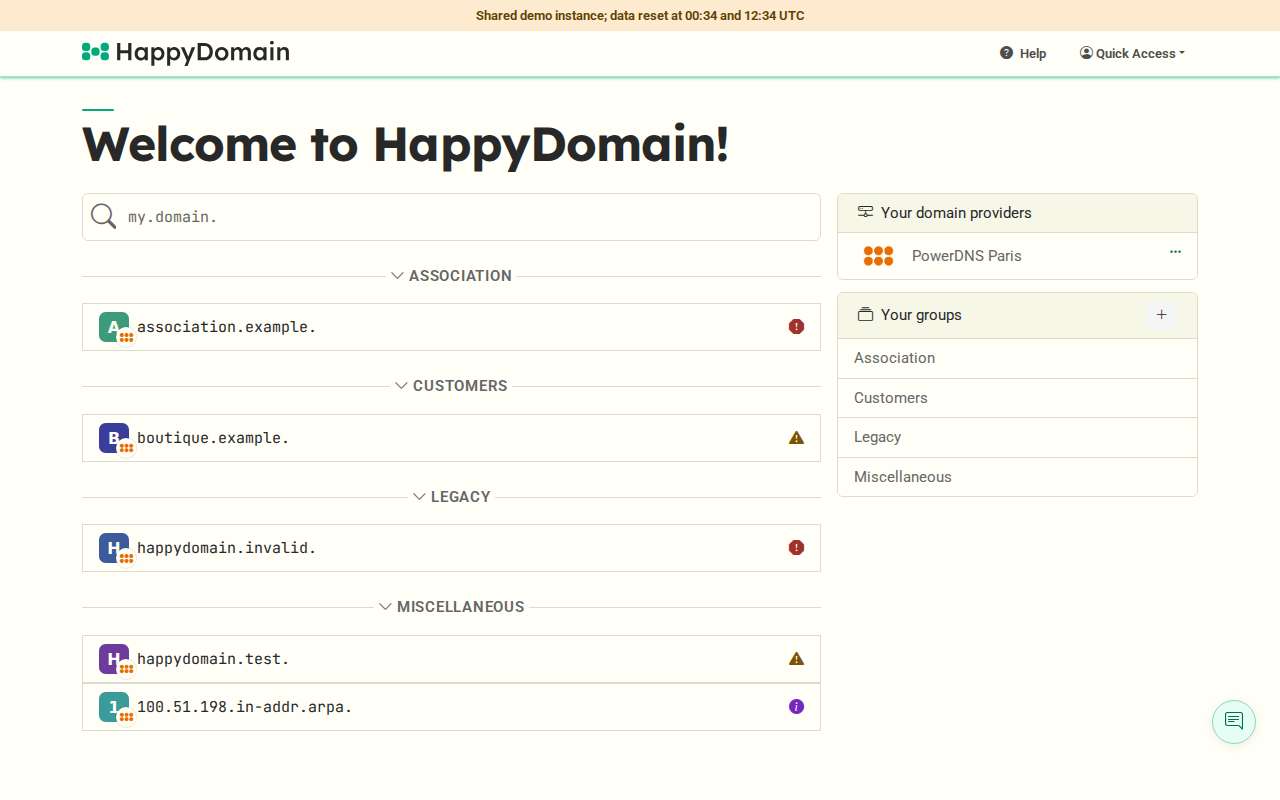 Shared demo instance; data reset at 00:34 and 12:34 UTC
HappyDomain
Help
Quick Access
Welcome to HappyDomain!
my.domain.
ASSOCIATION
A association.example.
CUSTOMERS
B boutique.example.
LEGACY
H happydomain.invalid.
MISCELLANEOUS
H happydomain.test.
1 100.51.198.in-addr.arpa.
Your domain providers
PowerDNS Paris
Your groups
Association
Customers
Legacy
Miscellaneous